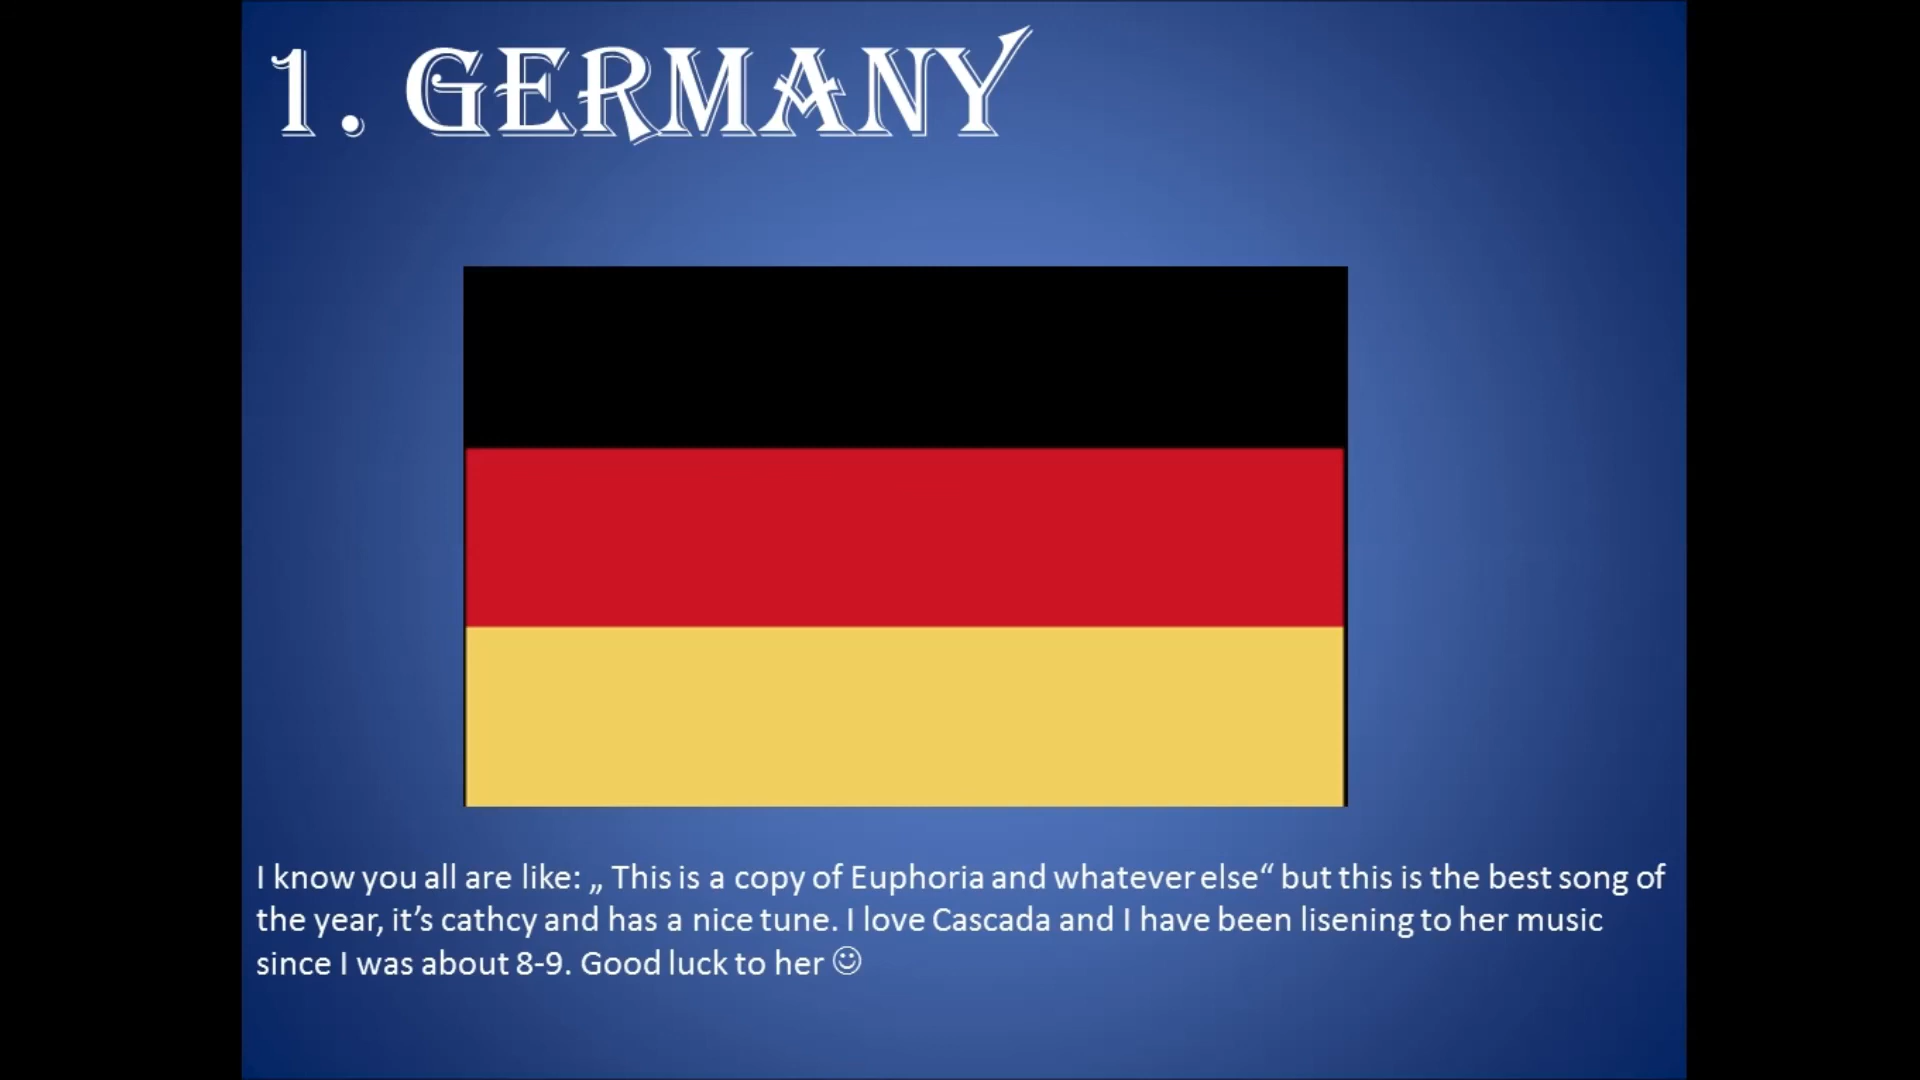 1. GERMANY
I know you all are like: „ This is a copy of Euphoria and whatever else“ but this is the best song of
the year, it’s cathcy and has a nice tune. I love Cascada and I have been lisening to her music
since I was about 8-9. Good luck to her ☺